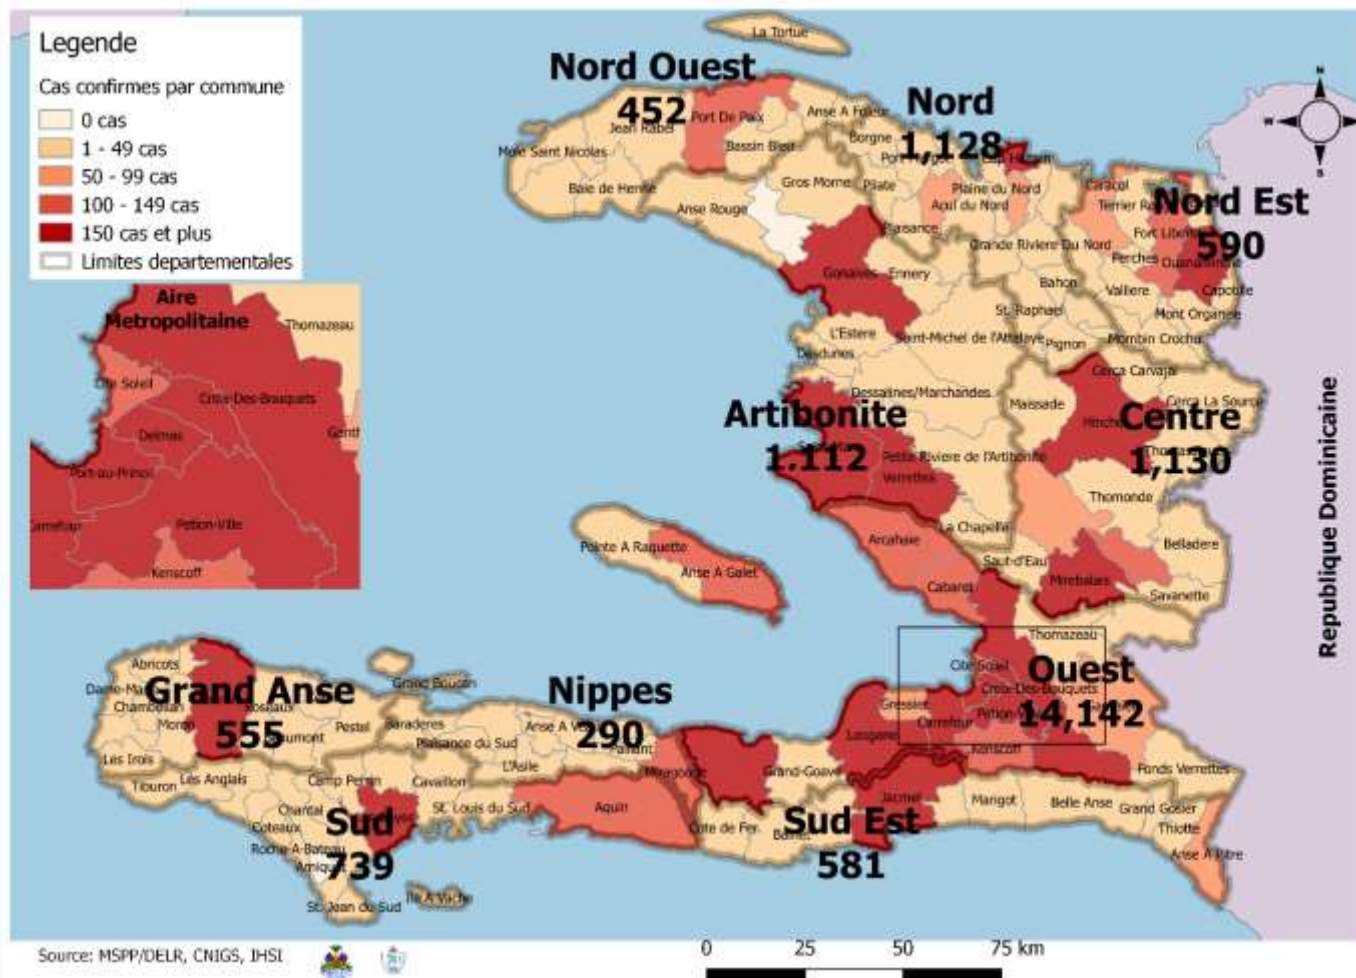 Legende
Cas confirmes par commune
0 cas
1 - 49 cas
50 - 99 cas
100 - 149 cas
150 cas et plus
Limites departementales
Aire
Metropolitaine
Thomazeau
Cite Soleil
Croix-Des-Bouquets
Delmas
Port-au-Prince
Petion-Ville
Kenscoff
La Tortue
Nord Ouest
452
Port De Paix
Jean Rabel
Mole Saint Nicolas
Bassin Bleu
Baie de Henne
Anse A Foleur
Nord
1,128
Borgne
Gros Morne
Pilate
Plaine du Nord
Acul du Nord
Anse Rouge
Plaisance
Caracol
Nord Est
590
Grande Riviere Du Nord
Perches
Valliere
Capotille
Mont Organise
Gonaives
Ennery
Bahon
St. Raphael
L'Estere
Saint-Michel de l'Attalaye
Pignon
Mombin Crochu
Desdunes
Cerca Carvajal
Dessalines/Marchandes
Maissade
Cerca La Source
Artibonite
1.112
Centre
1,130
Petite Riviere de l'Artibonite
Verrettes
Thomonde
La Chapelle
Belladere
Arcahaie
Saut-d'Eau
Cabaret
Mirebalais
Savanette
Pointe A Raquette
Anse A Galet
Republique Dominicaine
Thomazeau
Cite Soleil
Ouest
14,142
Croix-Des-Bouquets
Gressier
Carrefour
Kenscoff
Leogane
Fonds Verrettes
Abricots
Grand Anse
555
Chambellan
Pestel
Les Irois
Grand Boucan
Baraderes
Nippes
290
Plaisance du Sud
L'Asile
Grand-Goave
Tiburon
Les Anglais
Camp Perrin
Cavaillon
St. Louis du Sud
Aquin
Chantal
Coteaux
Sud
739
Roche-A-Bateau
St. Jean du Sud
Ile A Vache
Cote de Fer
Sud Est
581
Jacmel
Marigot
Belle Anse
Grand Gosier
Thiotte
Anse A Pitre
N
W
S
Source: MSPP/DELR, CNIGS, IHSI
0 25 50 75 km